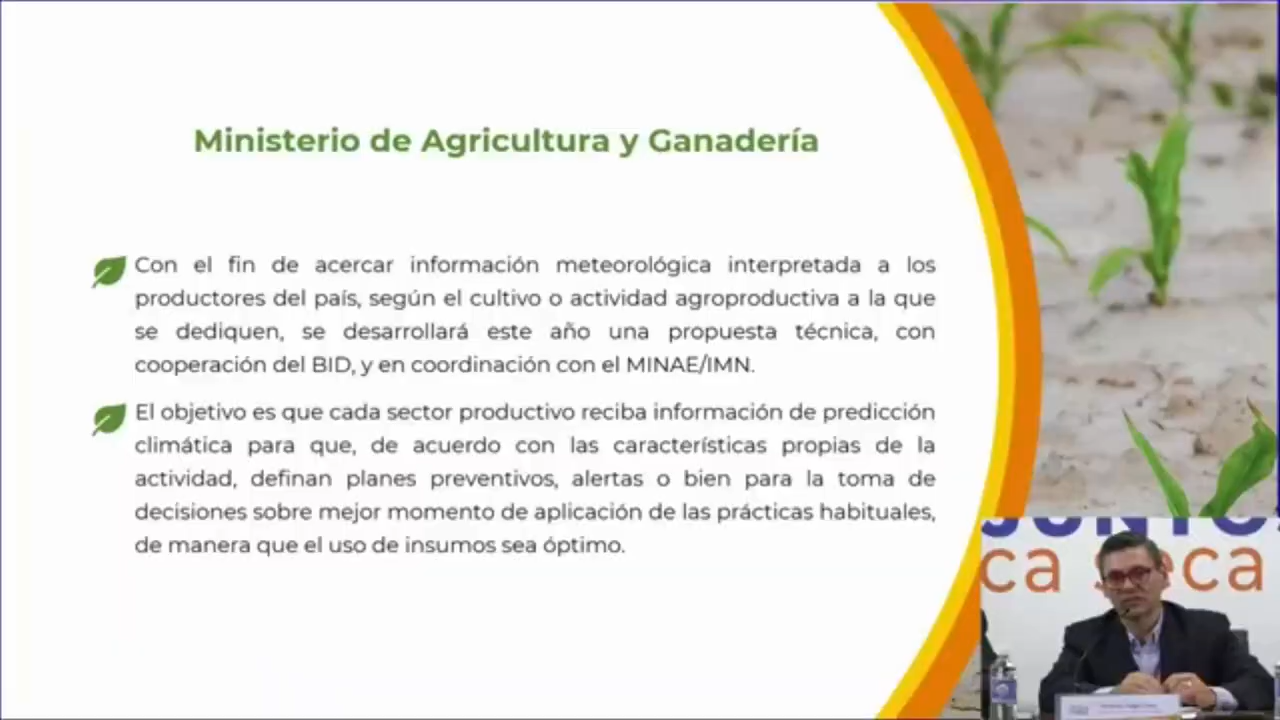 Ministerio de Agricultura y Ganadería
Con el fin de acercar información meteorológica interpretada a los
productores del país, según el cultivo o actividad agroproductiva a la que
se dediquen, se desarrollará este año una propuesta técnica, con
cooperación del BID, y en coordinación con el MINAE/IMN.
El objetivo es que cada sector productivo reciba información de predicción
climática para que, de acuerdo con las características propias de la
actividad, definan planes preventivos, alertas o bien para la toma de
decisiones sobre mejor momento de aplicación de las prácticas habituales,
de manera que el uso de insumos sea óptimo.
JUNTOS
ca seca